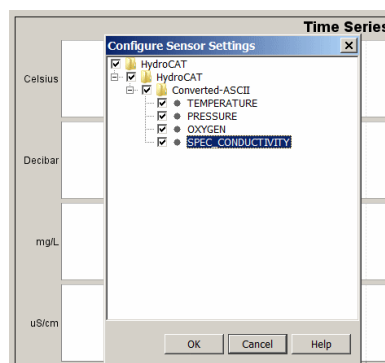 Time Series
Configure Sensor Settings
HydroCAT
HydroCAT
Converted-ASCII
TEMPERATURE
PRESSURE
OXYGEN
SPEC_CONDUCTIVITY
Celsius
Decibar
mg/L
uS/cm
OK Cancel Help